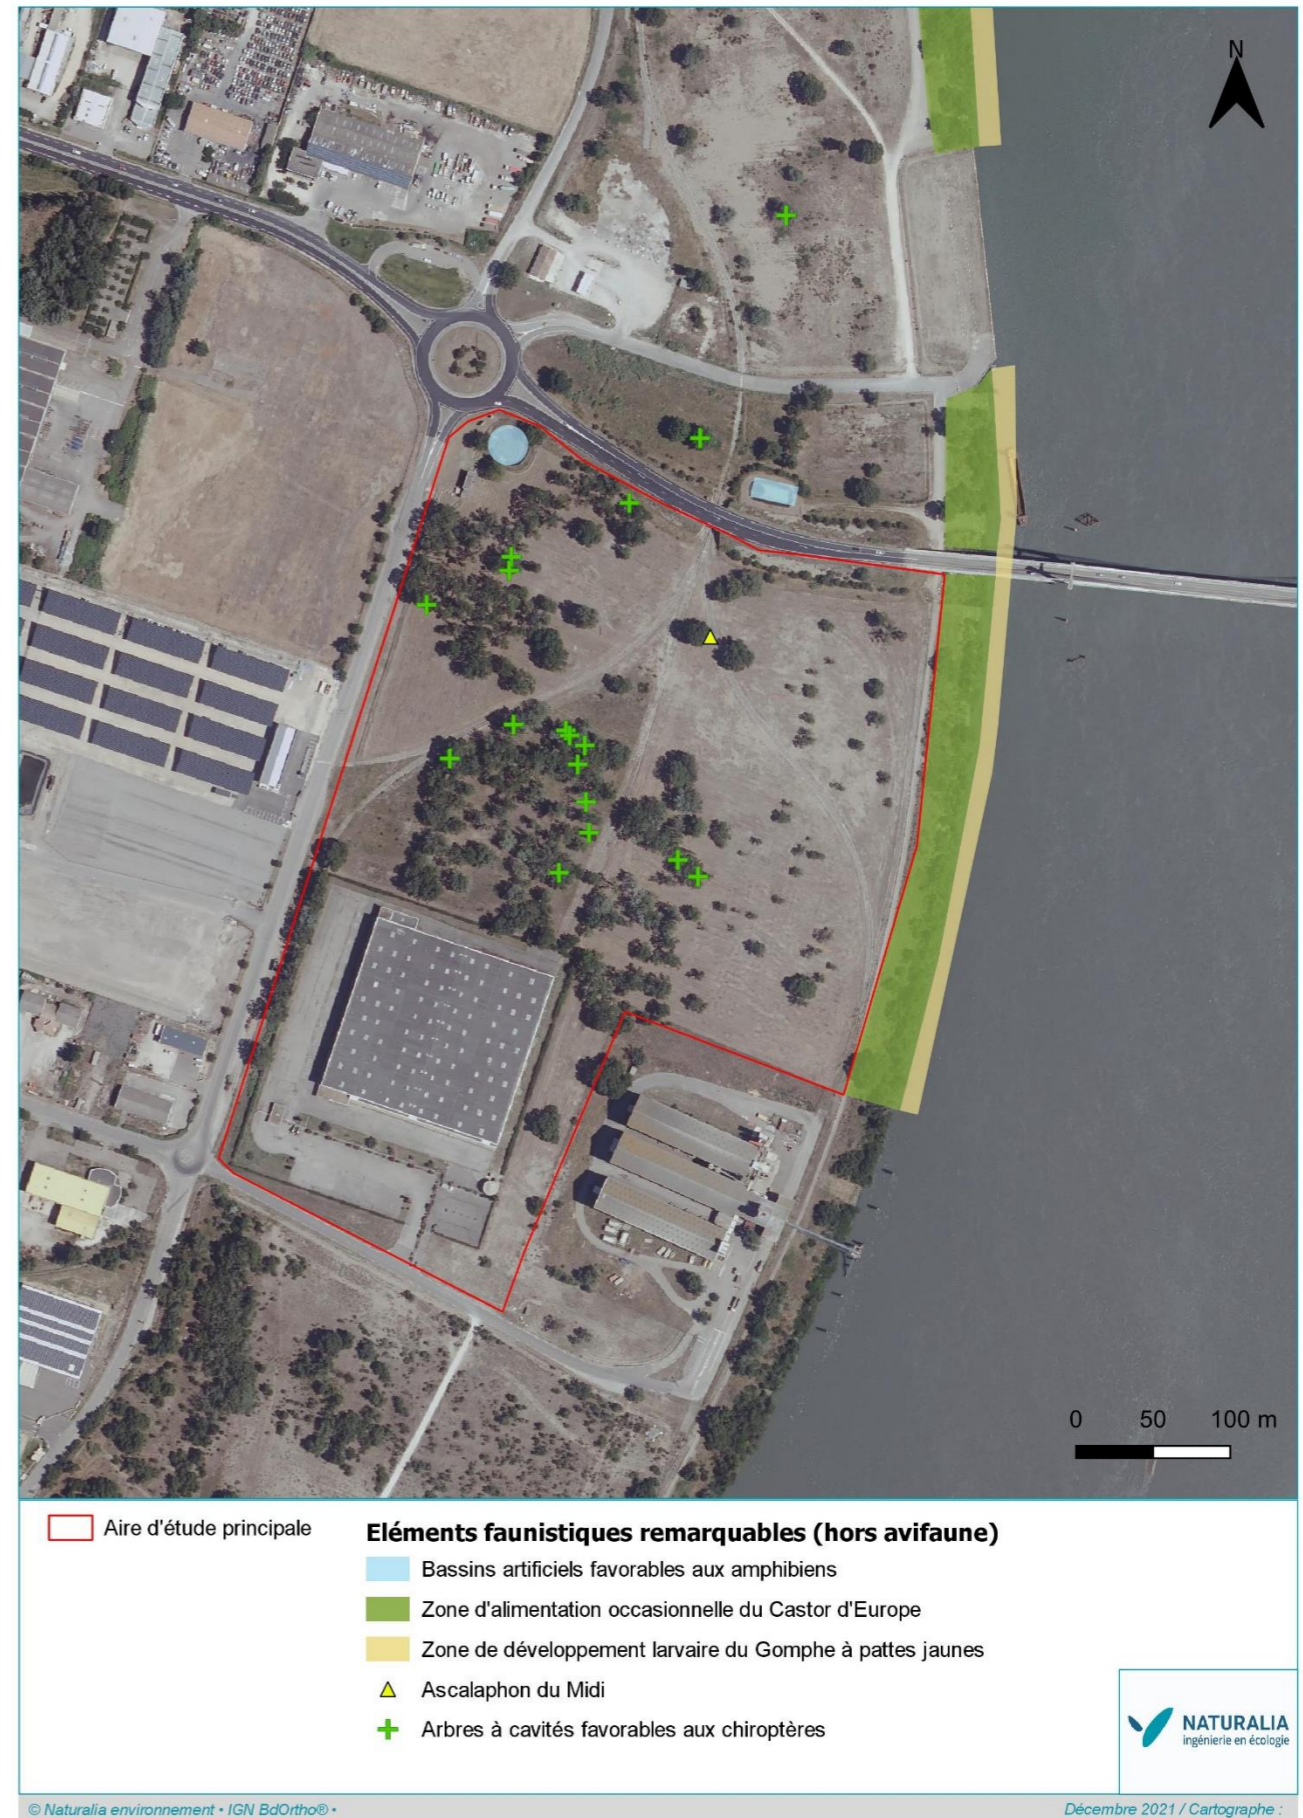 N
0 50 100 m
Aire d'étude principale
Eléments faunistiques remarquables (hors avifaune)
Bassins artificiels favorables aux amphibiens
Zone d'alimentation occasionnelle du Castor d'Europe
Zone de développement larvaire du Gomphe à pattes jaunes
Ascalaphon du Midi
Arbres à cavités favorables aux chiroptères
NATURALIA
ingénierie en écologie
© Naturalia environnement • IGN BdOrtho® •
Décembre 2021 / Cartographe :